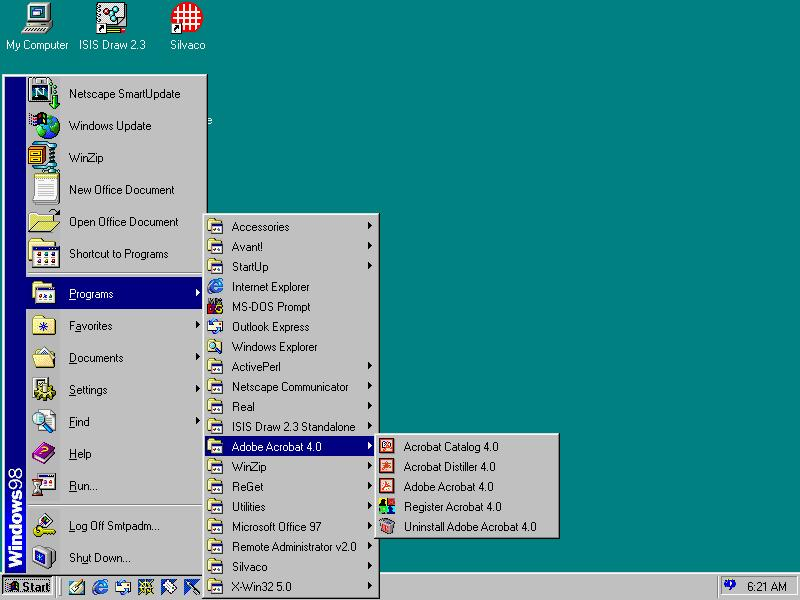 My Computer
ISIS Draw 2.3
Silvaco
Netscape SmartUpdate
Windows Update
e
WinZip
New Office Document
Open Office Document
Shortcut to Programs
Programs
Favorites
Documents
Settings
Find
Help
Run...
Log Off Smtpadm...
Shut Down...
Windows98
Accessories
Avant!
StartUp
Internet Explorer
MS-DOS Prompt
Outlook Express
Windows Explorer
ActivePerl
Netscape Communicator
Real
ISIS Draw 2.3 Standalone
Adobe Acrobat 4.0
WinZip
ReGet
Utilities
Microsoft Office 97
Remote Administrator v2.0
Silvaco
X-Win32 5.0
Acrobat Catalog 4.0
Acrobat Distiller 4.0
Adobe Acrobat 4.0
Register Acrobat 4.0
Uninstall Adobe Acrobat 4.0
Start
6:21 AM